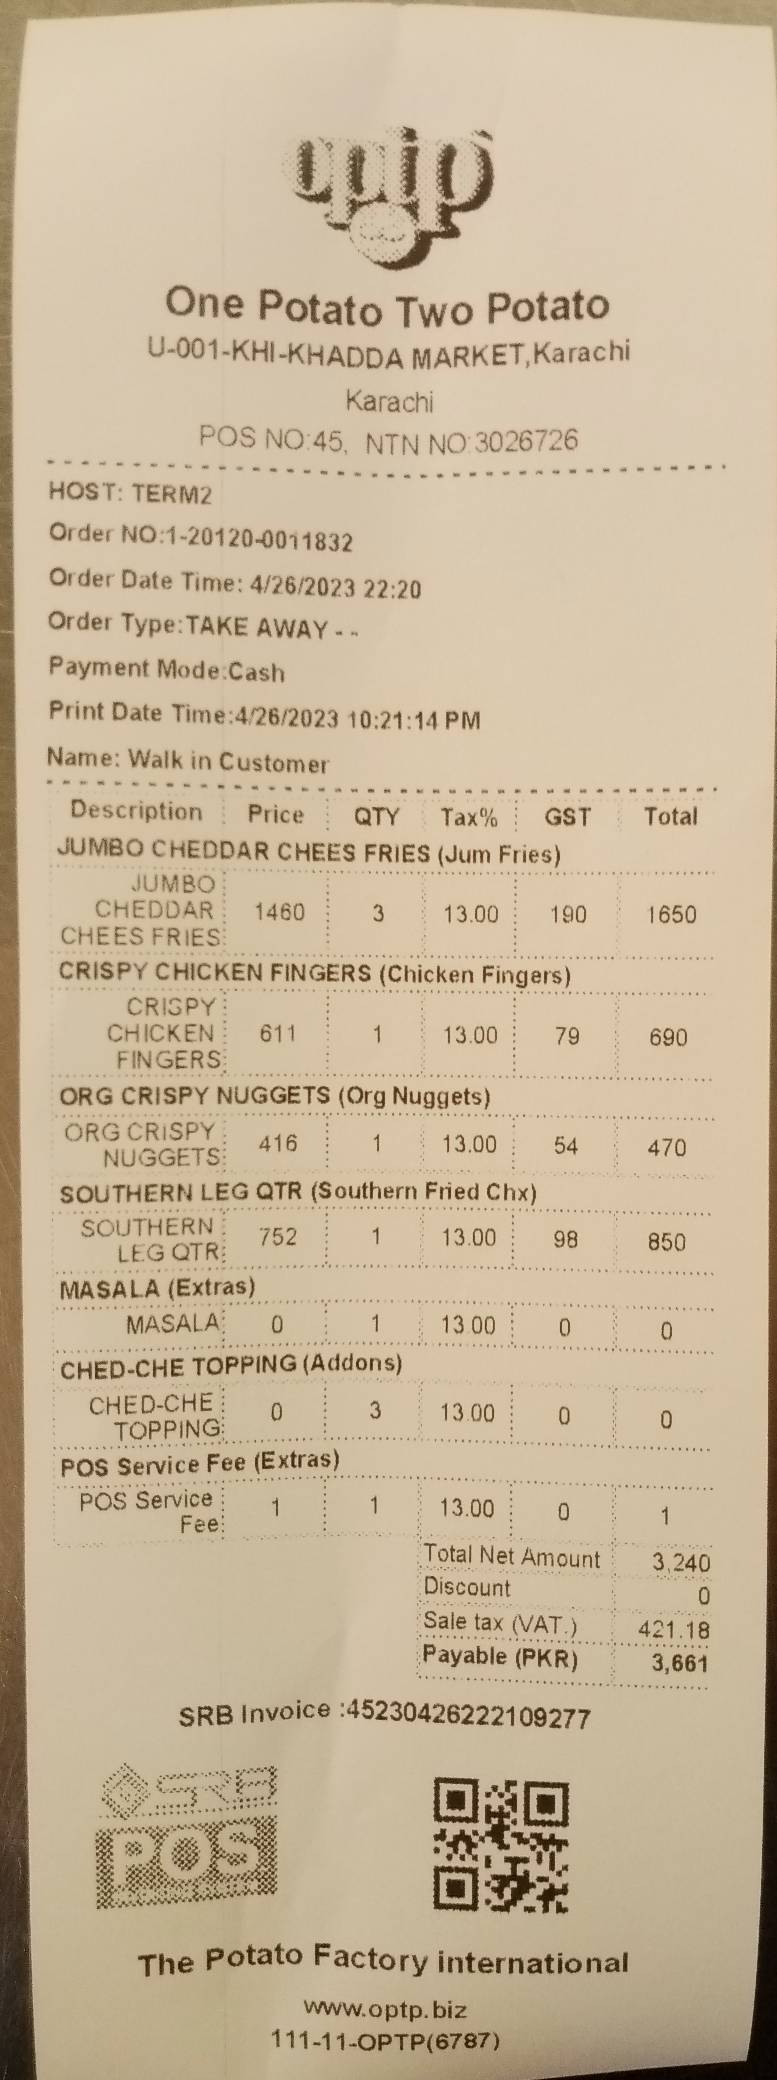 optp
One Potato Two Potato
U-001-KHI-KHADDA MARKET,Karachi
Karachi
POS NO:45, NTN NO:3026726
HOST: TERM2
Order NO:1-20120-0011832
Order Date Time: 4/26/2023 22:20
Order Type:TAKE AWAY - -
Payment Mode:Cash
Print Date Time:4/26/2023 10:21:14 PM
Name: Walk in Customer
Description Price QTY Tax% GST Total
JUMBO CHEDDAR CHEES FRIES (Jum Fries)
JUMBO
CHEDDAR 1460 3 13.00 190 1650
CHEES FRIES
CRISPY CHICKEN FINGERS (Chicken Fingers)
CRISPY
CHICKEN 611 1 13.00 79 690
FINGERS
ORG CRISPY NUGGETS (Org Nuggets)
ORG CRISPY 416 1 13.00 54 470
NUGGETS
SOUTHERN LEG QTR (Southern Fried Chx)
SOUTHERN 752 1 13.00 98 850
LEG QTR
MASALA (Extras)
MASALA 0 1 13.00 0 0
CHED-CHE TOPPING (Addons)
CHED-CHE 0 3 13.00 0 0
TOPPING
POS Service Fee (Extras)
POS Service 1 1 13.00 0 1
Fee
Total Net Amount 3,240
Discount 0
Sale tax (VAT.) 421.18
Payable (PKR) 3,661
SRB Invoice :45230426222109277
SRB
POS
The Potato Factory international
www.optp.biz
111-11-OPTP(6787)